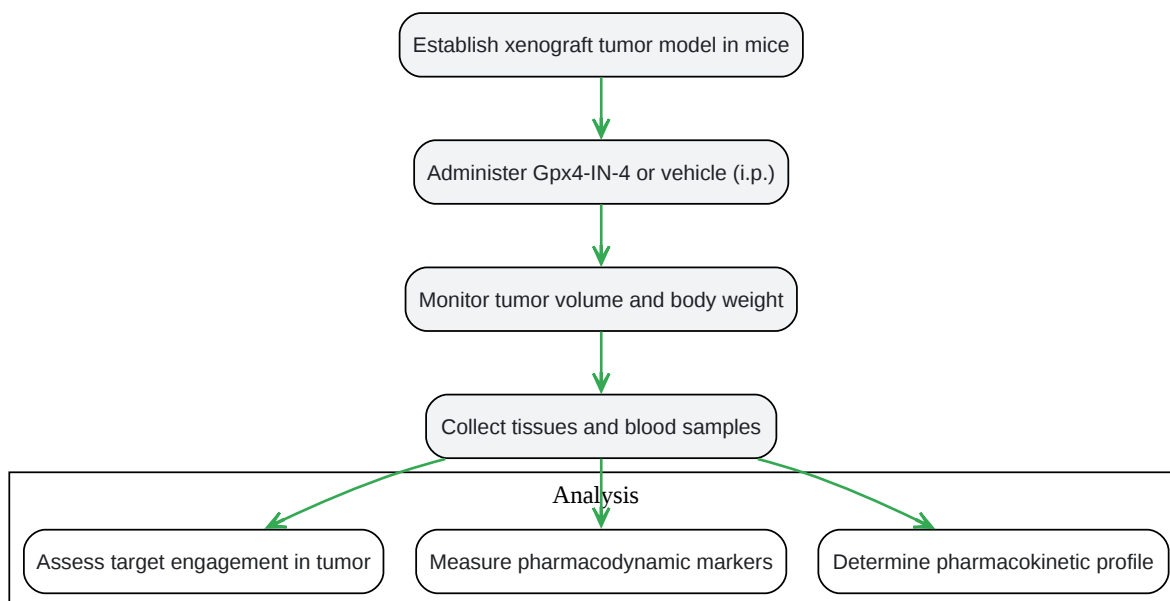 Establish xenograft tumor model in mice
Administer Gpx4-IN-4 or vehicle (i.p.)
Monitor tumor volume and body weight
Collect tissues and blood samples
Analysis
Assess target engagement in tumor
Measure pharmacodynamic markers
Determine pharmacokinetic profile